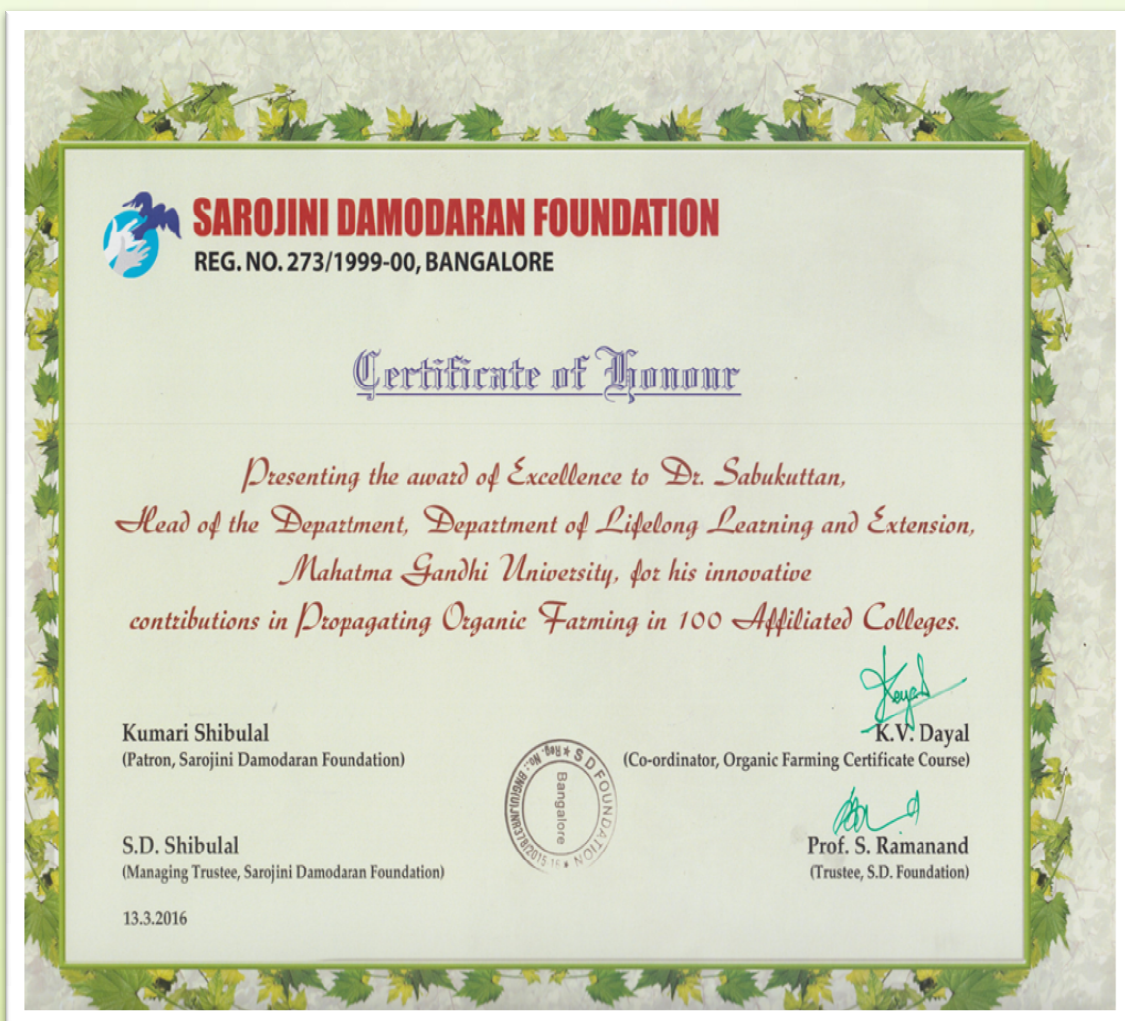 SAROJINI DAMODARAN FOUNDATION
REG. NO. 273/1999-00, BANGALORE
Certificate of Honour
Presenting the award of Excellence to Dr. Sabukuttan,
Head of the Department, Department of Lifelong Learning and Extension,
Mahatma Gandhi University, for his innovative
contributions in Propagating Organic Farming in 100 Affiliated Colleges.
Kumari Shibulal
(Patron, Sarojini Damodaran Foundation)
K.V. Dayal
(Co-ordinator, Organic Farming Certificate Course)
S D FOUNDATION
Bangalore
S.D. Shibulal
(Managing Trustee, Sarojini Damodaran Foundation)
Prof. S. Ramanand
(Trustee, S.D. Foundation)
13.3.2016